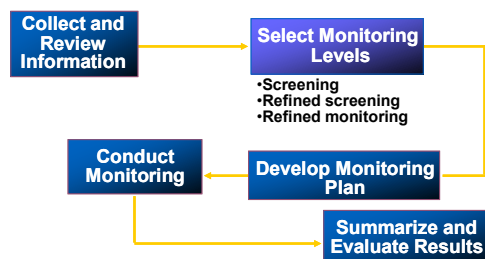 Collect and
Review
Information
Select Monitoring
Levels
•Screening
•Refined screening
•Refined monitoring
Develop Monitoring
Plan
Conduct
Monitoring
Summarize and
Evaluate Results